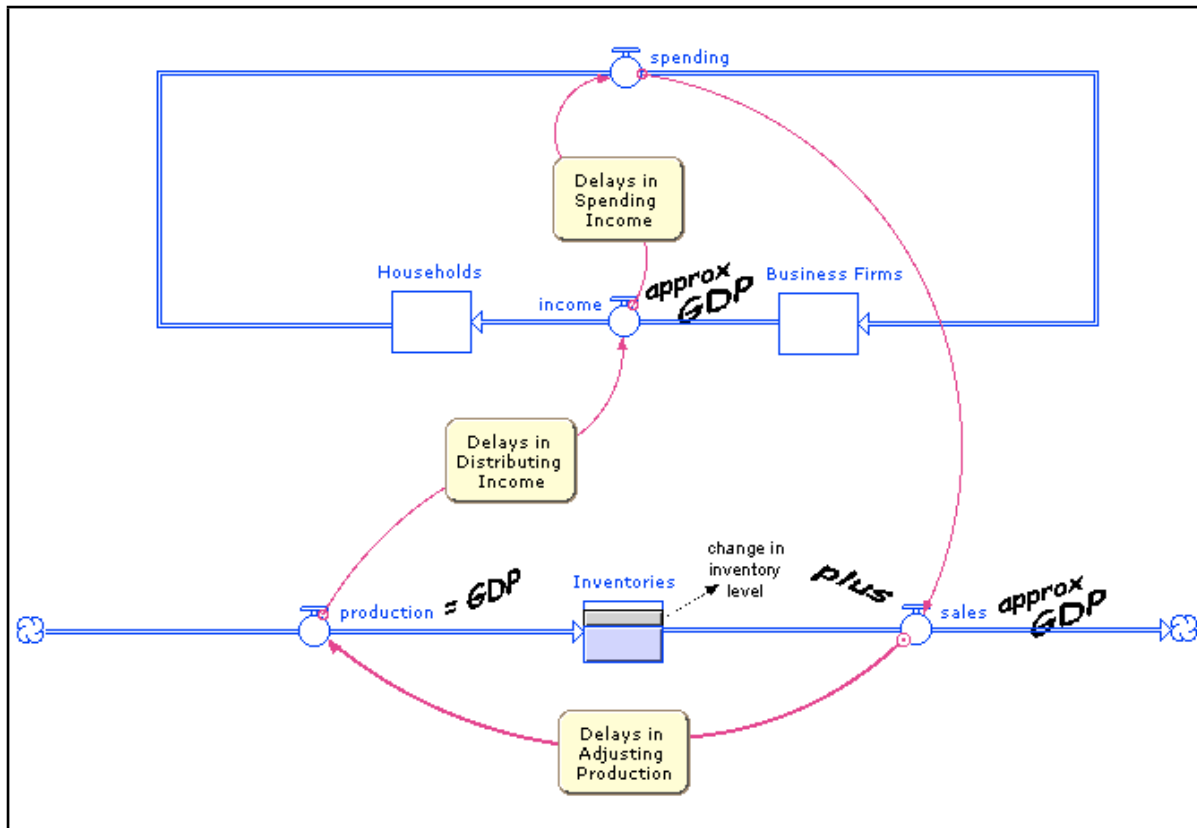 spending
Delays in
Spending
Income
Households
income
approx
GDP
Business Firms
Delays in
Distributing
Income
production
= GDP
Inventories
change in
inventory
level
plus
sales
approx
GDP
Delays in
Adjusting
Production